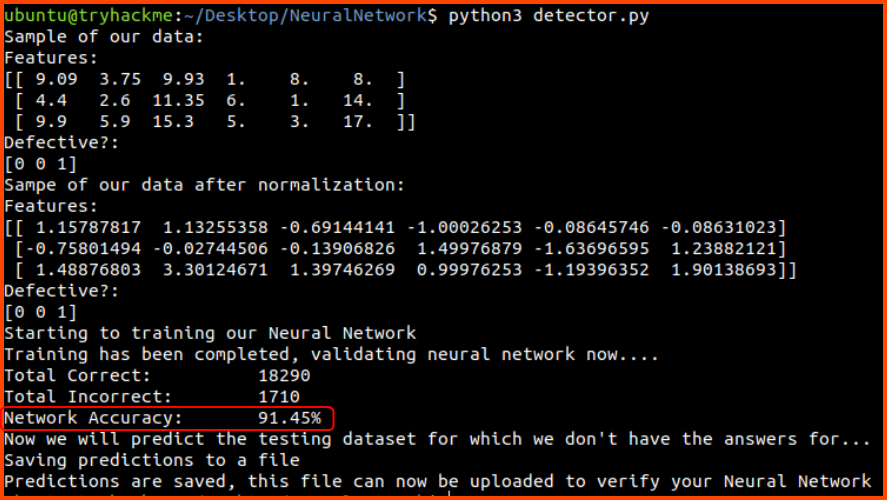 ubuntu@tryhackme:~/Desktop/NeuralNetwork$ python3 detector.py
Sample of our data:
Features:
[[ 9.09  3.75  9.93  1.    8.    8.  ]
 [ 4.4   2.6  11.35  6.    1.   14.  ]
 [ 9.9   5.9  15.3   5.    3.   17.  ]]
Defective?:
[0 0 1]
Sampe of our data after normalization:
Features:
[[ 1.15787817  1.13255358 -0.69144141 -1.00026253 -0.08645746 -0.08631023]
 [-0.75801494 -0.02744506 -0.13906826  1.49976879 -1.63696595  1.23882121]
 [ 1.48876803  3.30124671  1.39746269  0.99976253 -1.19396352  1.90138693]]
Defective?:
[0 0 1]
Starting to training our Neural Network
Training has been completed, validating neural network now....
Total Correct:          18290
Total Incorrect:        1710
Network Accuracy:       91.45%
Now we will predict the testing dataset for which we don't have the answers for...
Saving predictions to a file
Predictions are saved, this file can now be uploaded to verify your Neural Network